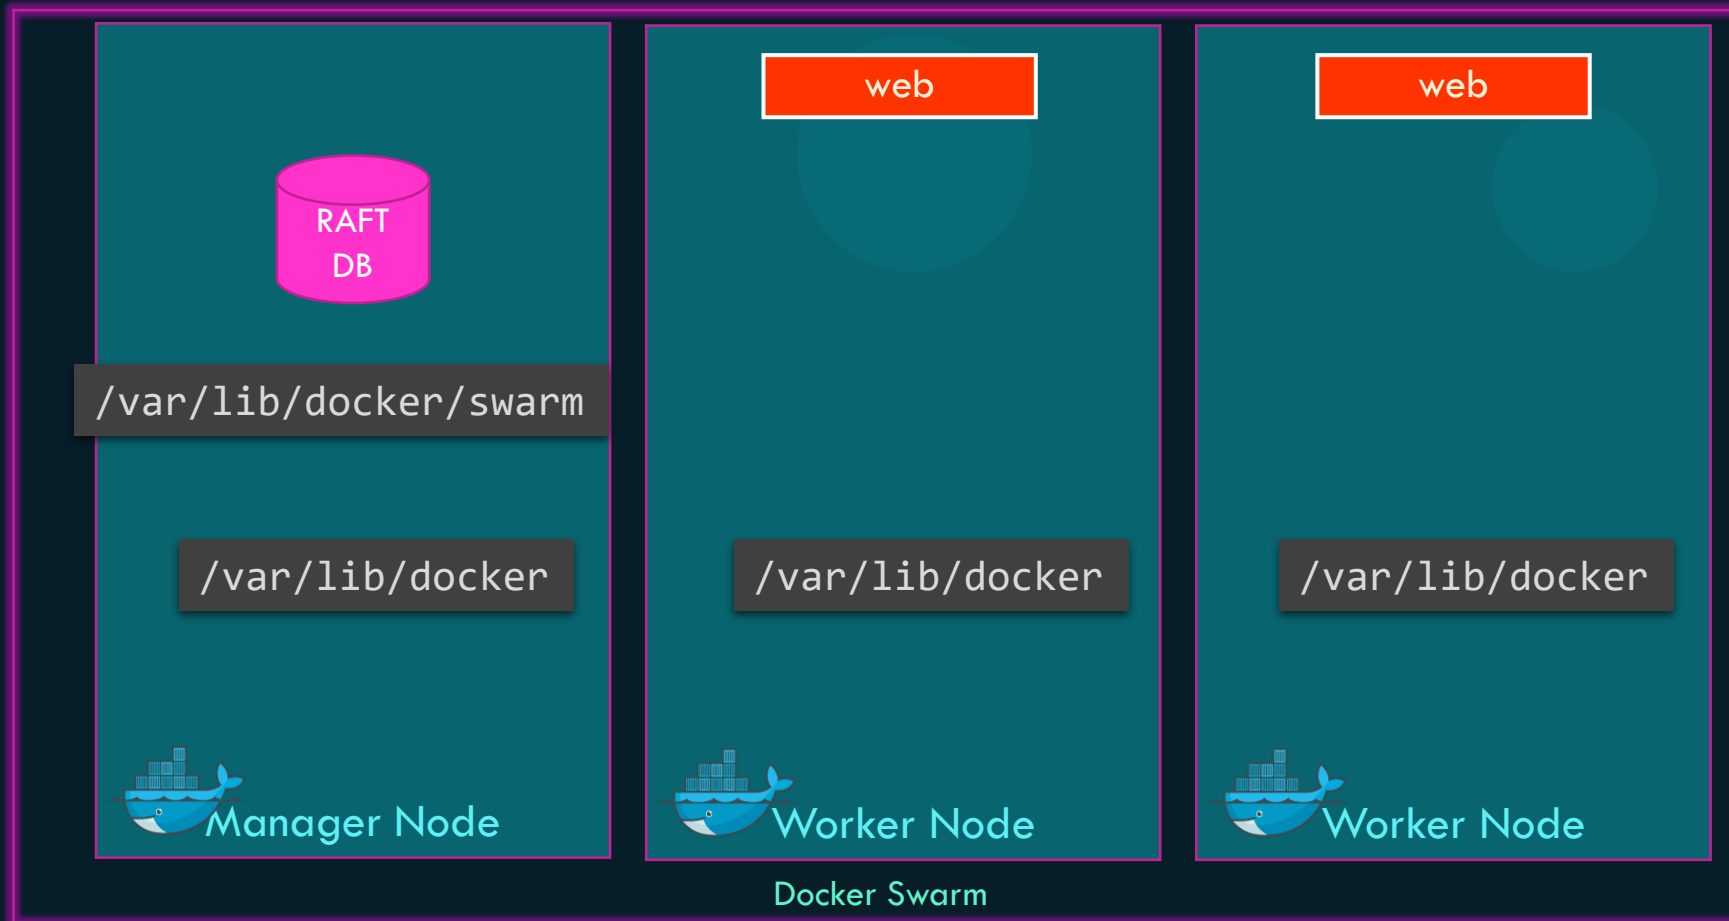 web
web
RAFT
DB
/var/lib/docker/swarm
/var/lib/docker
/var/lib/docker
/var/lib/docker
Manager Node
Worker Node
Worker Node
Docker Swarm